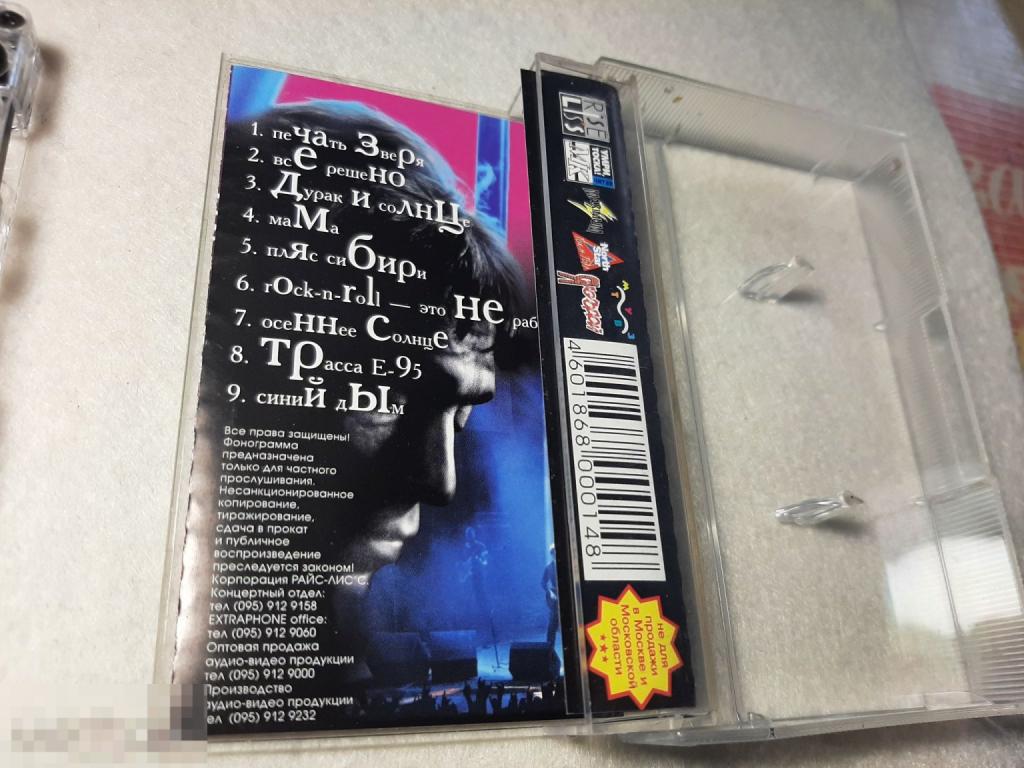 1. пеЧАть ЗвеРя
2. всЕ решеНО
3. Дурак И соЛНЦе
4. маМа
5. плЯс сиБИРи
6. rOck-n-roll — это НЕ раб
7. осеННее Солнце
8. ТРасса Е-95
9. синиЙ дЫм
Все права защищены!
Фонограмма
предназначена
только для частного
прослушивания.
Несанкционированное
копирование,
тиражирование,
сдача в прокат
и публичное
воспроизведение
преследуется законом!
Корпорация РАЙС-ЛИС'С.
Концертный отдел:
тел (095) 912 9158
EXTRAPHONE office:
тел (095) 912 9060
Оптовая продажа
аудио-видео продукции
тел (095) 912 9000
Производство
аудио-видео продукции
тел (095) 912 9232
RISE
LISS
North
Star
4 601868 000148
не для
продажи
в Москве и
Московской
области